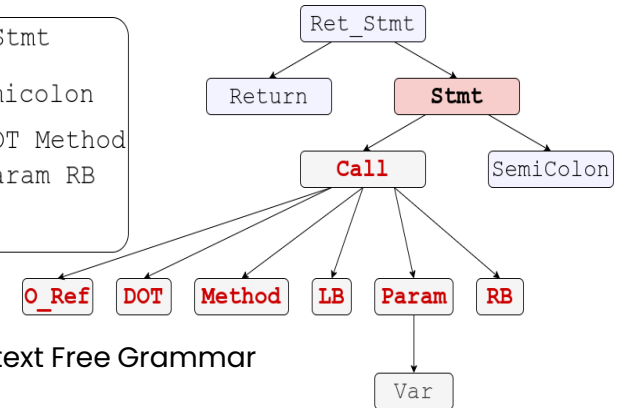 Stmt
micolon
OT Method
aram RB
Ret_Stmt
Return
Stmt
Call
SemiColon
O_Ref
DOT
Method
LB
Param
RB
text Free Grammar
Var